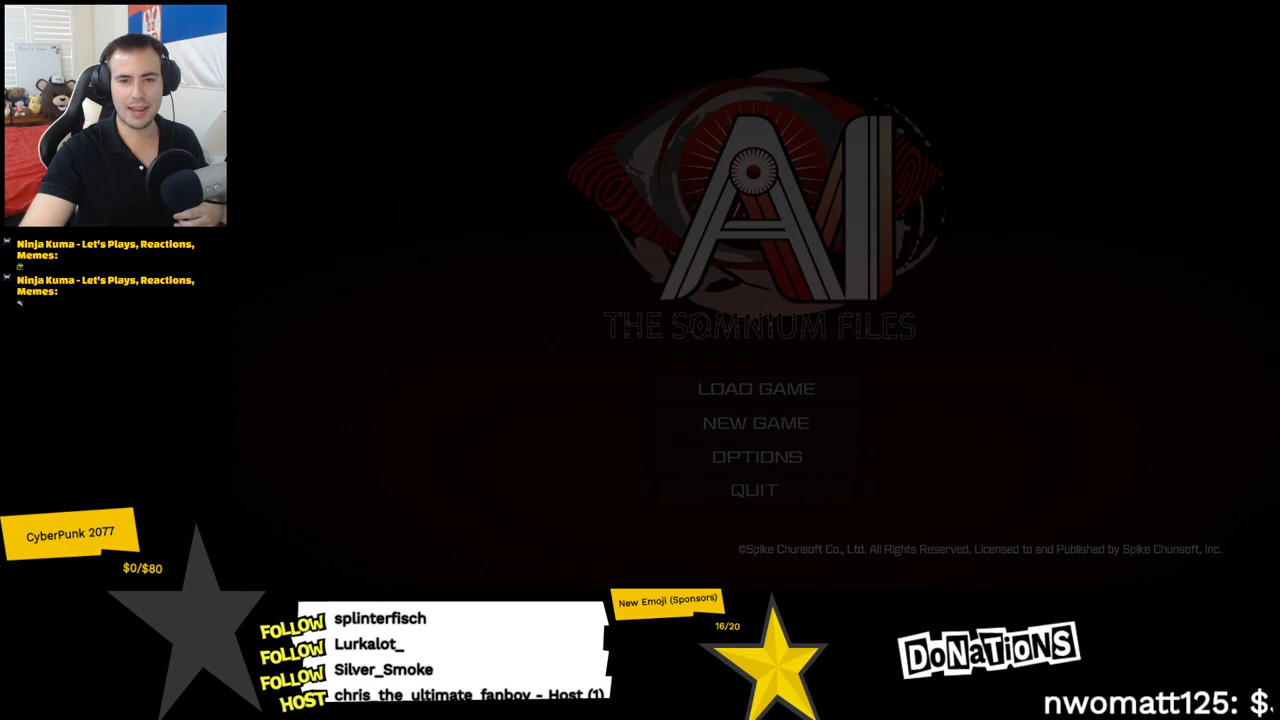 Ninja Kuma - Let's Plays, Reactions,
Memes:
Ninja Kuma - Let's Plays, Reactions,
Memes:
AI
THE SOMNIUM FILES
LOAD GAME
NEW GAME
OPTIONS
QUIT
©Spike Chunsoft Co., Ltd. All Rights Reserved. Licensed to and Published by Spike Chunsoft, Inc.
CyberPunk 2077
$0/$80
FOLLOW splinterfisch
FOLLOW Lurkalot_
FOLLOW Silver_Smoke
HOST chris_the_ultimate_fanboy - Host (1)
New Emoji (Sponsors)
16/20
DoNaTiONS
nwomatt125: $